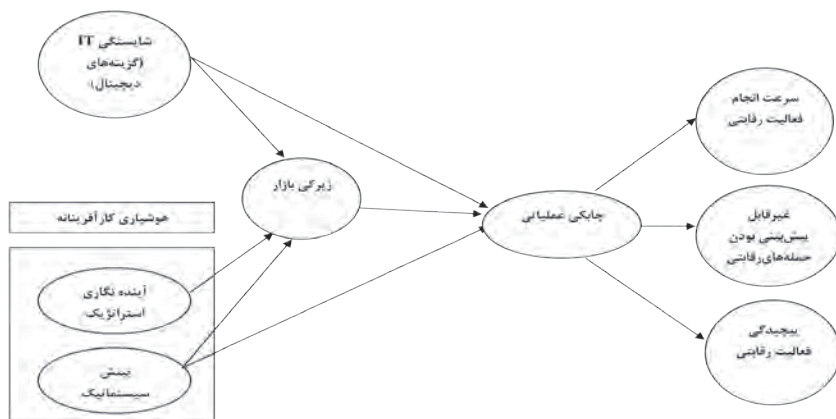 شایستگی IT
(گزینه‌های
دیجیتال)
سرعت انجام
فعالیت رقابتی
زیرکی بازار
هوشیاری کارآفرینانه
چابکی عملیاتی
غیرقابل
پیش‌بینی بودن
حمله‌های رقابتی
آینده نگاری
استراتژیک
پیچیدگی
فعالیت رقابتی
بینش
سیستماتیک